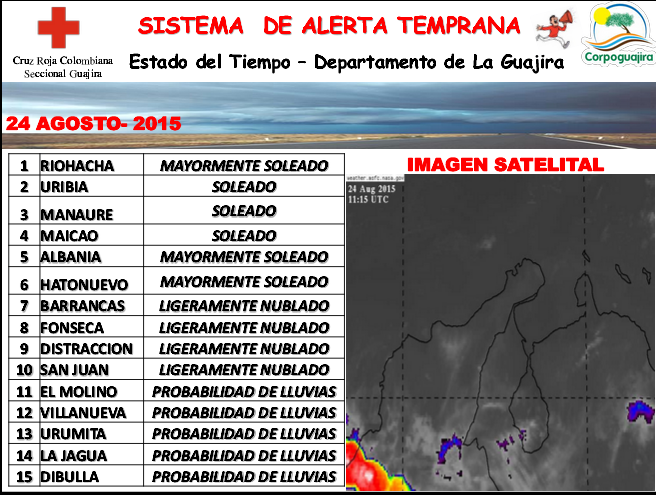 SISTEMA DE ALERTA TEMPRANA
Cruz Roja Colombiana
Seccional Guajira
Estado del Tiempo – Departamento de La Guajira
Corpoguajira
24 AGOSTO- 2015
1 RIOHACHA MAYORMENTE SOLEADO
2 URIBIA SOLEADO
3 MANAURE SOLEADO
4 MAICAO SOLEADO
5 ALBANIA MAYORMENTE SOLEADO
6 HATONUEVO MAYORMENTE SOLEADO
7 BARRANCAS LIGERAMENTE NUBLADO
8 FONSECA LIGERAMENTE NUBLADO
9 DISTRACCION LIGERAMENTE NUBLADO
10 SAN JUAN LIGERAMENTE NUBLADO
11 EL MOLINO PROBABILIDAD DE LLUVIAS
12 VILLANUEVA PROBABILIDAD DE LLUVIAS
13 URUMITA PROBABILIDAD DE LLUVIAS
14 LA JAGUA PROBABILIDAD DE LLUVIAS
15 DIBULLA PROBABILIDAD DE LLUVIAS
IMAGEN SATELITAL
24 Aug 2015
11:15 UTC